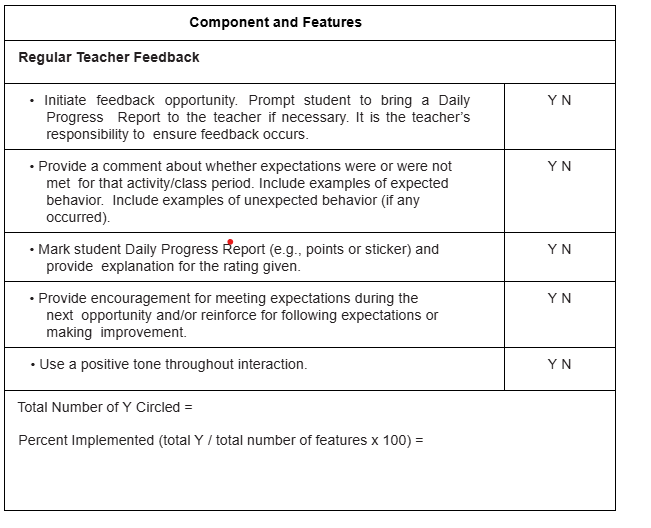 Component and Features
Regular Teacher Feedback
• Initiate feedback opportunity. Prompt student to bring a Daily
Progress Report to the teacher if necessary. It is the teacher's
responsibility to ensure feedback occurs.
Y N
• Provide a comment about whether expectations were or were not
met for that activity/class period. Include examples of expected
behavior. Include examples of unexpected behavior (if any
occurred).
Y N
• Mark student Daily Progress Report (e.g., points or sticker) and
provide explanation for the rating given.
Y N
• Provide encouragement for meeting expectations during the
next opportunity and/or reinforce for following expectations or
making improvement.
Y N
• Use a positive tone throughout interaction.
Y N
Total Number of Y Circled =
Percent Implemented (total Y / total number of features x 100) =